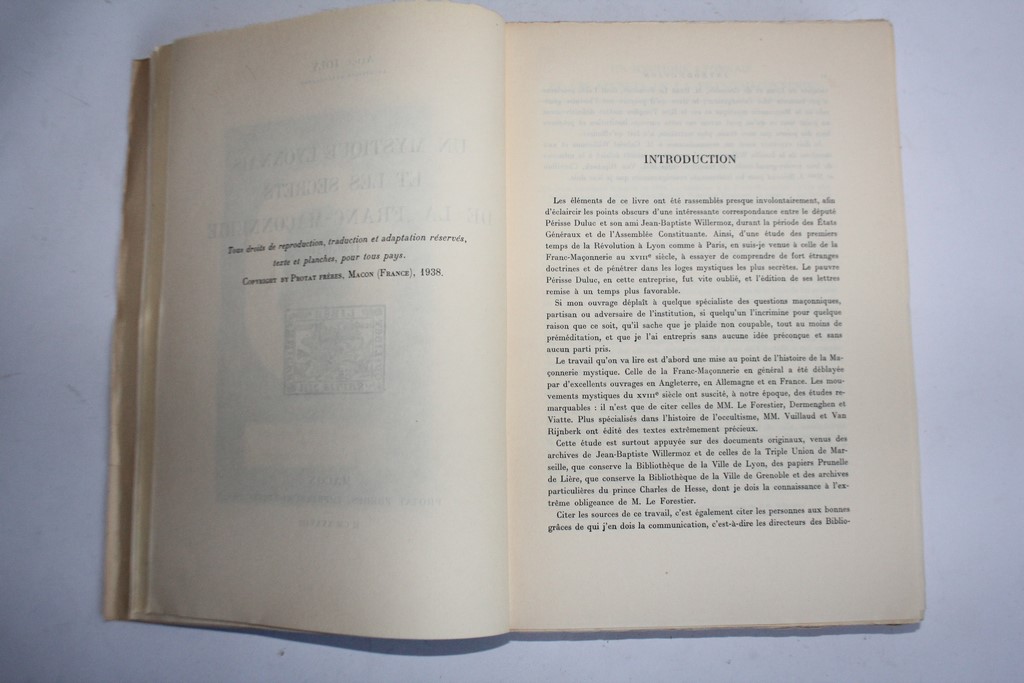 Tous droits de reproduction, traduction et adaptation réservés,
texte et planches, pour tous pays.
Copyright by Protat frères, Macon (France), 1938.
INTRODUCTION
Les éléments de ce livre ont été rassemblés presque involontairement, afin
d'éclaircir les points obscurs d'une intéressante correspondance entre le député
Périsse Duluc et son ami Jean-Baptiste Willermoz, durant la période des États
Généraux et de l'Assemblée Constituante. Ainsi, d'une étude des premiers
temps de la Révolution à Lyon comme à Paris, en suis-je venue à celle de la
Franc-Maçonnerie au XVIIIe siècle, à essayer de comprendre de fort étranges
doctrines et de pénétrer dans les loges mystiques les plus secrètes. Le pauvre
Périsse Duluc, en cette entreprise, fut vite oublié, et l'édition de ses lettres
remise à un temps plus favorable.
Si mon ouvrage déplaît à quelque spécialiste des questions maçonniques,
partisan ou adversaire de l'institution, si quelqu'un l'incrimine pour quelque
raison que ce soit, qu'il sache que je plaide non coupable, tout au moins de
préméditation, et que je l'ai entrepris sans aucune idée préconçue et sans
aucun parti pris.
Le travail qu'on va lire est d'abord une mise au point de l'histoire de la Ma-
çonnerie mystique. Celle de la Franc-Maçonnerie en général a été déblayée
par d'excellents ouvrages en Angleterre, en Allemagne et en France. Les mou-
vements mystiques du XVIIIe siècle ont suscité, à notre époque, des études re-
marquables : il n'est que de citer celles de MM. Le Forestier, Dermenghen et
Viatte. Plus spécialisés dans l'histoire de l'occultisme, MM. Vuillaud et Van
Rijnberk ont édité des textes extrêmement précieux.
Cette étude est surtout appuyée sur des documents originaux, venus des
archives de Jean-Baptiste Willermoz et de celles de la Triple Union de Mar-
seille, que conserve la Bibliothèque de la Ville de Lyon, des papiers Prunelle
de Lière, que conserve la Bibliothèque de la Ville de Grenoble et des archives
particulières du prince Charles de Hesse, dont je dois la connaissance à l'ex-
trême obligeance de M. Le Forestier.
Citer les sources de ce travail, c'est également citer les personnes aux bonnes
grâces de qui j'en dois la communication, c'est-à-dire les directeurs des Biblio-